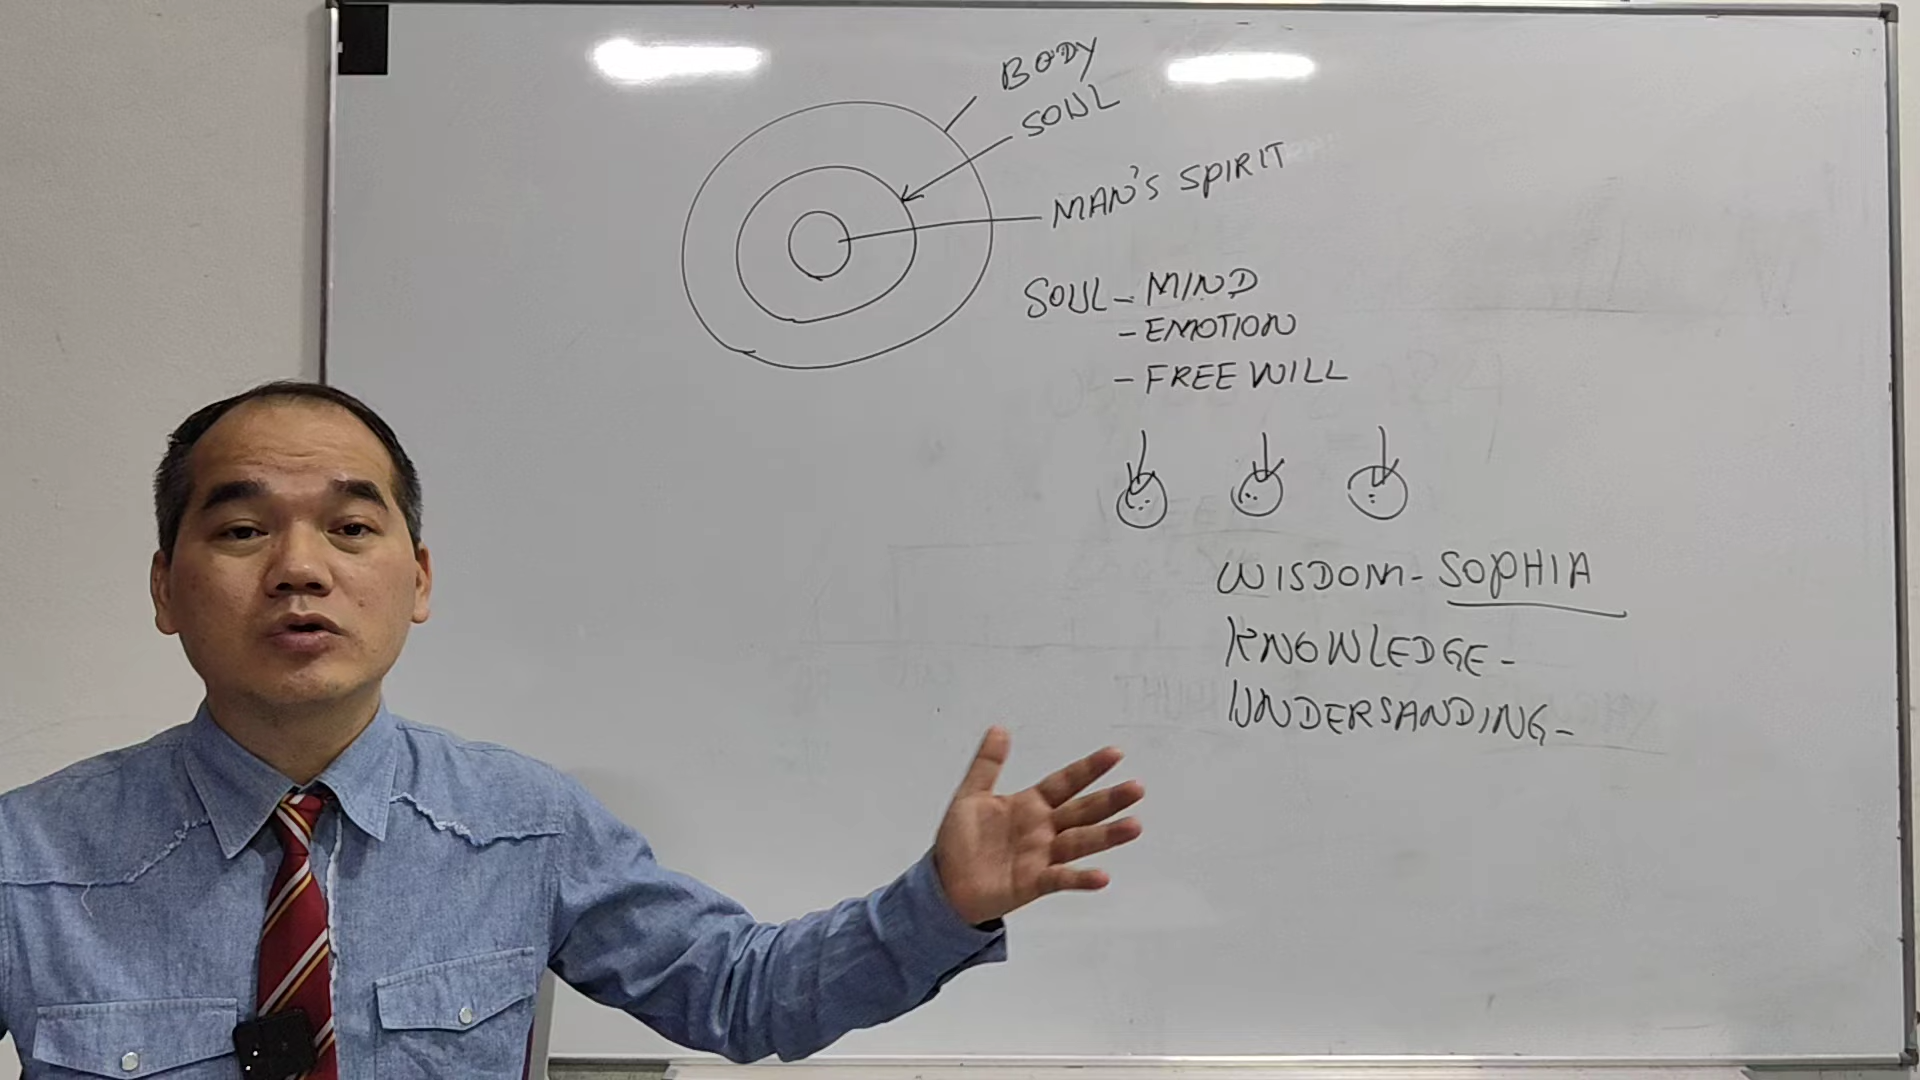 BODY
SOUL
MAN'S SPIRIT
SOUL - MIND
- EMOTION
- FREE WILL
WISDOM - SOPHIA
KNOWLEDGE -
UNDERSANDING -